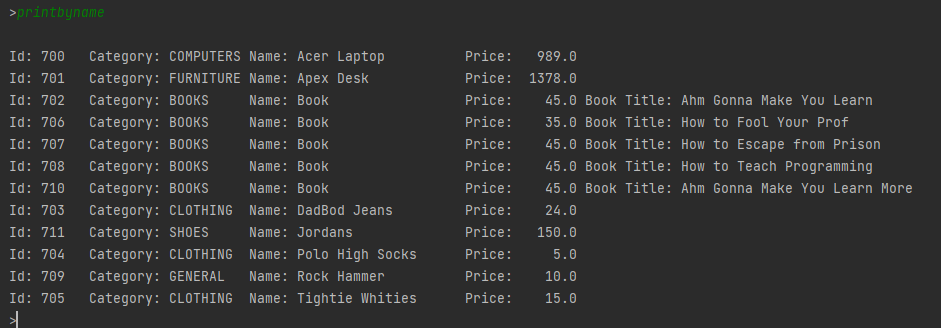 >printbyname
Id: 700   Category: COMPUTERS Name: Acer Laptop          Price:   989.0
Id: 701   Category: FURNITURE Name: Apex Desk            Price:  1378.0
Id: 702   Category: BOOKS     Name: Book                 Price:    45.0 Book Title: Ahm Gonna Make You Learn
Id: 706   Category: BOOKS     Name: Book                 Price:    35.0 Book Title: How to Fool Your Prof
Id: 707   Category: BOOKS     Name: Book                 Price:    45.0 Book Title: How to Escape from Prison
Id: 708   Category: BOOKS     Name: Book                 Price:    45.0 Book Title: How to Teach Programming
Id: 710   Category: BOOKS     Name: Book                 Price:    45.0 Book Title: Ahm Gonna Make You Learn More
Id: 703   Category: CLOTHING  Name: DadBod Jeans         Price:    24.0
Id: 711   Category: SHOES     Name: Jordans              Price:   150.0
Id: 704   Category: CLOTHING  Name: Polo High Socks      Price:     5.0
Id: 709   Category: GENERAL   Name: Rock Hammer          Price:    10.0
Id: 705   Category: CLOTHING  Name: Tightie Whities      Price:    15.0
>